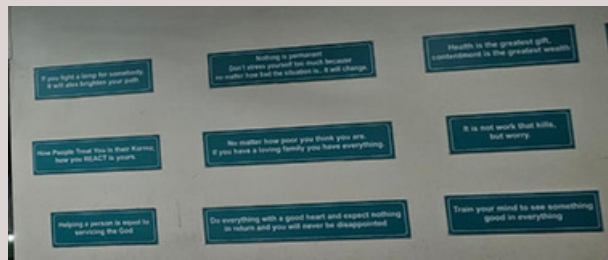 If you light a lamp for somebody,
it will also brighten your path
Nothing is permanent
Don't stress yourself too much because
no matter how bad the situation is.. it will change.
Health is the greatest gift,
contentment is the greatest wealth
How People Treat You is their Karma;
how you REACT is yours.
No matter how poor you think you are,
if you have a loving family you have everything.
It is not work that kills,
but worry.
Helping a person is equal to
servicing the God
Do everything with a good heart and expect nothing
in return and you will never be disappointed
Train your mind to see something
good in everything